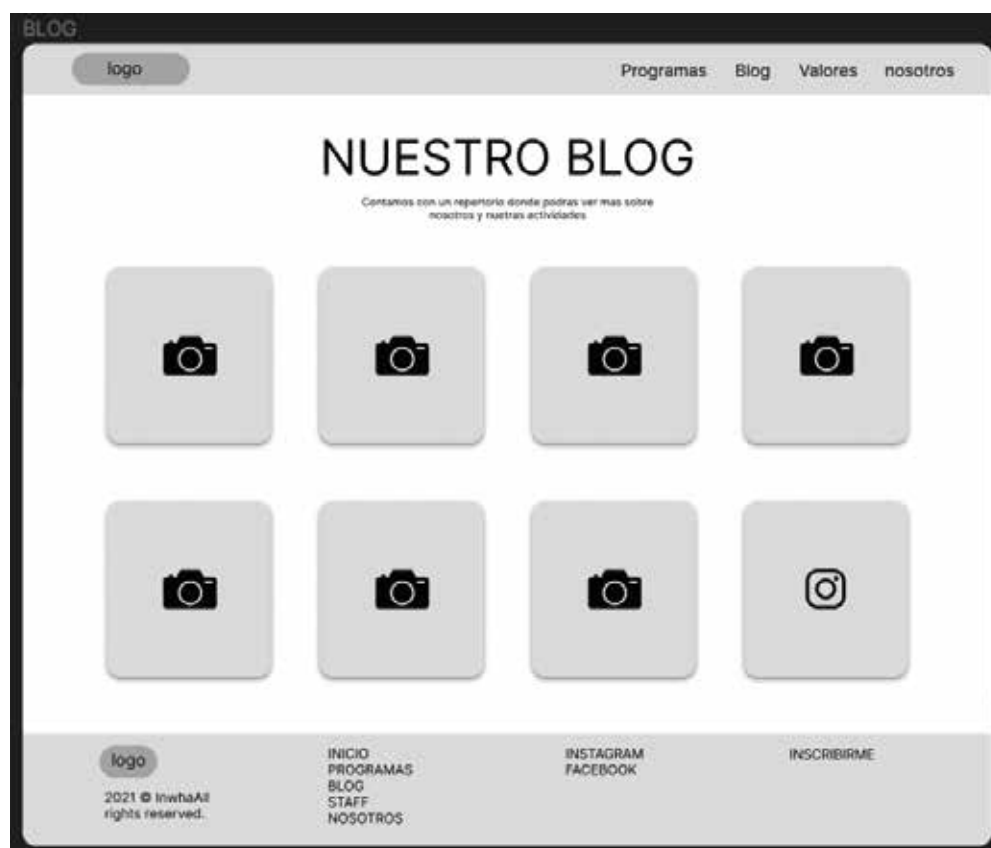 BLOG
logo
Programas Blog Valores nosotros
NUESTRO BLOG
Contamos con un repertorio donde podras ver mas sobre
nosotros y nuetras actividades
logo
2021 © InwhaAll
rights reserved.
INICIO
PROGRAMAS
BLOG
STAFF
NOSOTROS
INSTAGRAM
FACEBOOK
INSCRIBIRME